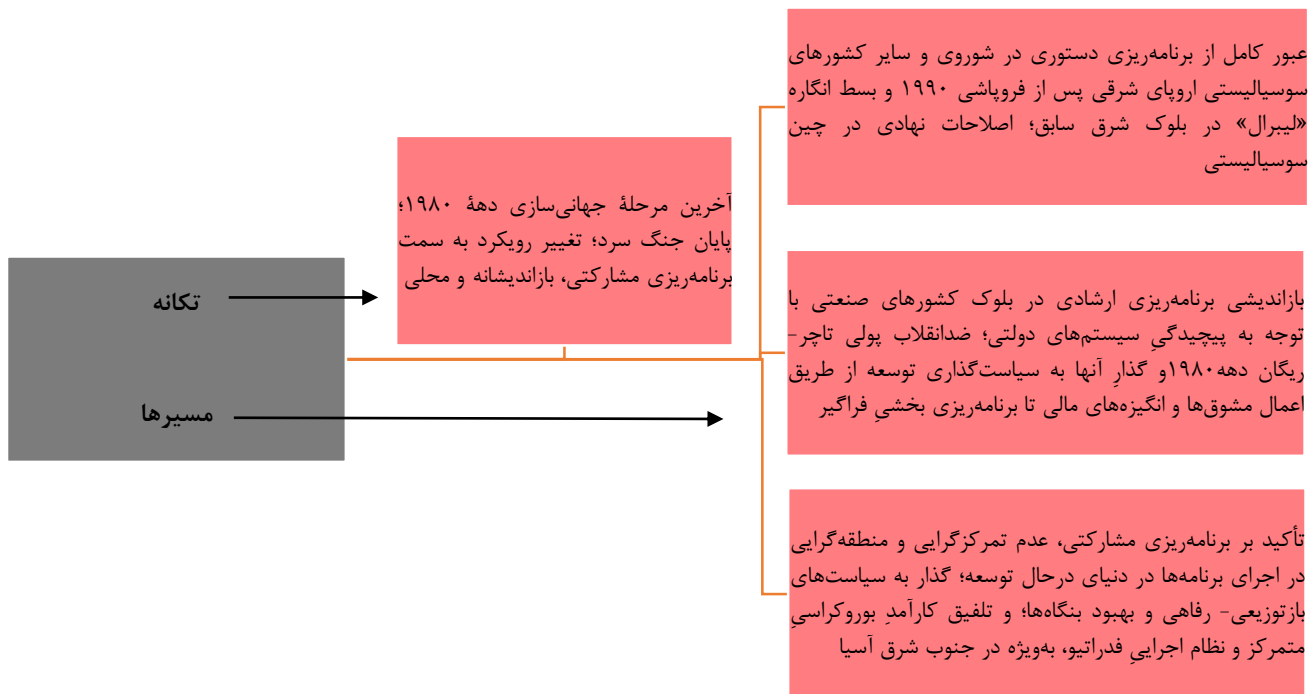 عبور کامل از برنامه‌ریزی دستوری در شوروی و سایر کشورهای
سوسیالیستی اروپای شرقی پس از فروپاشی ۱۹۹۰ و بسط انگاره
«لیبرال» در بلوک شرق سابق؛ اصلاحات نهادی در چین
سوسیالیستی
آخرین مرحلهٔ جهانی‌سازی دههٔ ۱۹۸۰؛
پایان جنگ سرد؛ تغییر رویکرد به سمت
برنامه‌ریزی مشارکتی، بازاندیشانه و محلی
تکانه
مسیرها
بازاندیشی برنامه‌ریزی ارشادی در بلوک کشورهای صنعتی با
توجه به پیچیدگیِ سیستم‌های دولتی؛ ضدانقلاب پولی تاچر-
ریگان دهه۱۹۸۰و گذارِ آنها به سیاست‌گذاری توسعه از طریق
اعمال مشوق‌ها و انگیزه‌های مالی تا برنامه‌ریزی بخشیِ فراگیر
تأکید بر برنامه‌ریزی مشارکتی، عدم تمرکزگرایی و منطقه‌گرایی
در اجرای برنامه‌ها در دنیای درحال توسعه؛ گذار به سیاست‌های
بازتوزیعی- رفاهی و بهبود بنگاه‌ها؛ و تلفیق کارآمدِ بوروکراسیِ
متمرکز و نظام اجراییِ فدراتیو، به‌ویژه در جنوب شرق آسیا